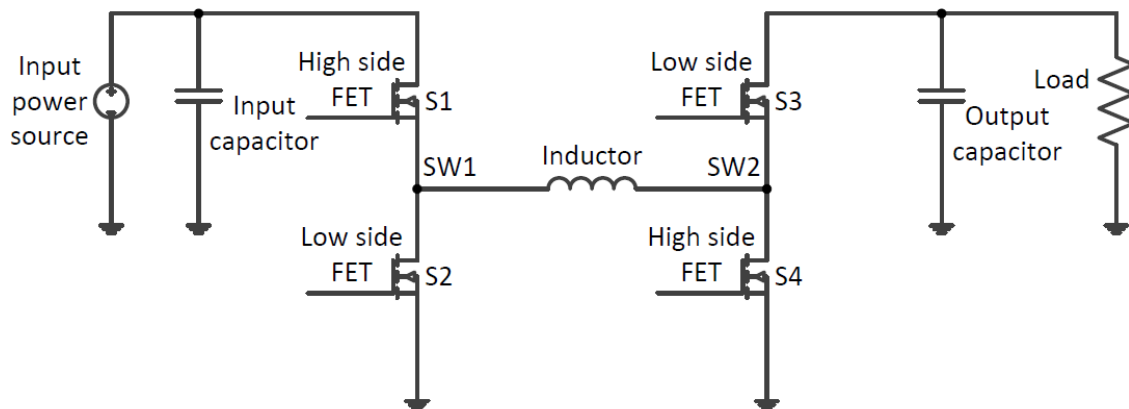 Input
power
source
Input
capacitor
High side
FET
S1
Low side
FET
S3
Output
capacitor
Load
SW1
Inductor
SW2
Low side
FET
S2
High side
FET
S4